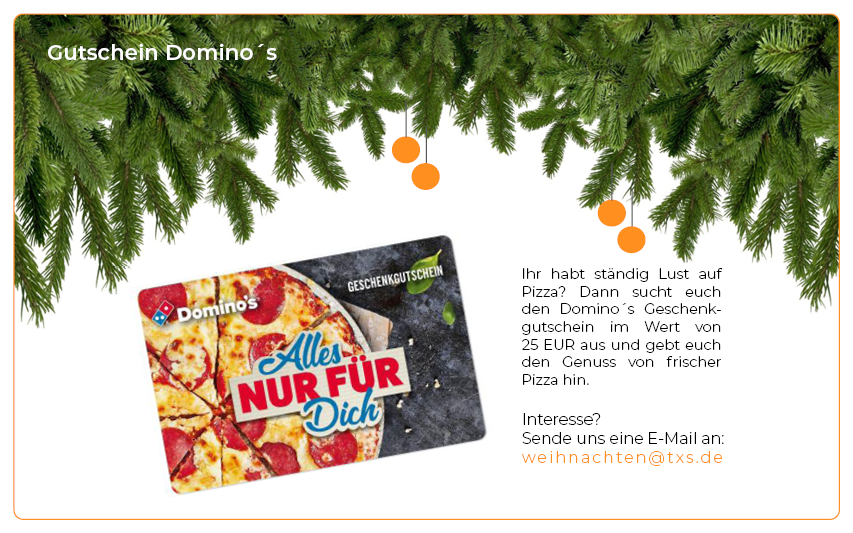 Gutschein Domino´s
Domino's
GESCHENKGUTSCHEIN
Alles
NUR FÜR
Dich
Ihr habt ständig Lust auf
Pizza? Dann sucht euch
den Domino´s Geschenk-
gutschein im Wert von
25 EUR aus und gebt euch
den Genuss von frischer
Pizza hin.
Interesse?
Sende uns eine E-Mail an:
weihnachten@txs.de